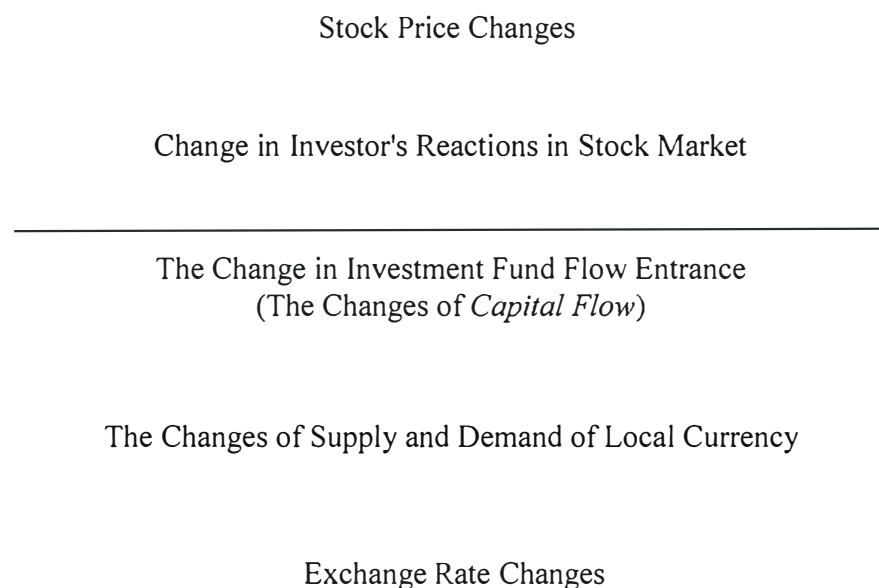 Stock Price Changes
Change in Investor's Reactions in Stock Market
The Change in Investment Fund Flow Entrance
(The Changes of Capital Flow)
The Changes of Supply and Demand of Local Currency
Exchange Rate Changes